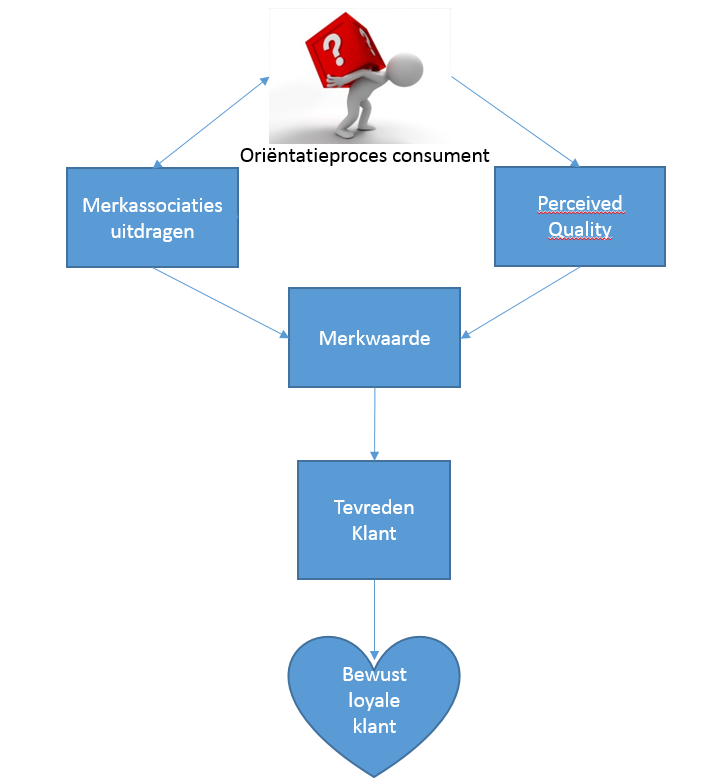 ? ?
Oriëntatieproces consument
Merkassociaties
uitdragen
Perceived
Quality
Merkwaarde
Tevreden
Klant
Bewust
loyale
klant